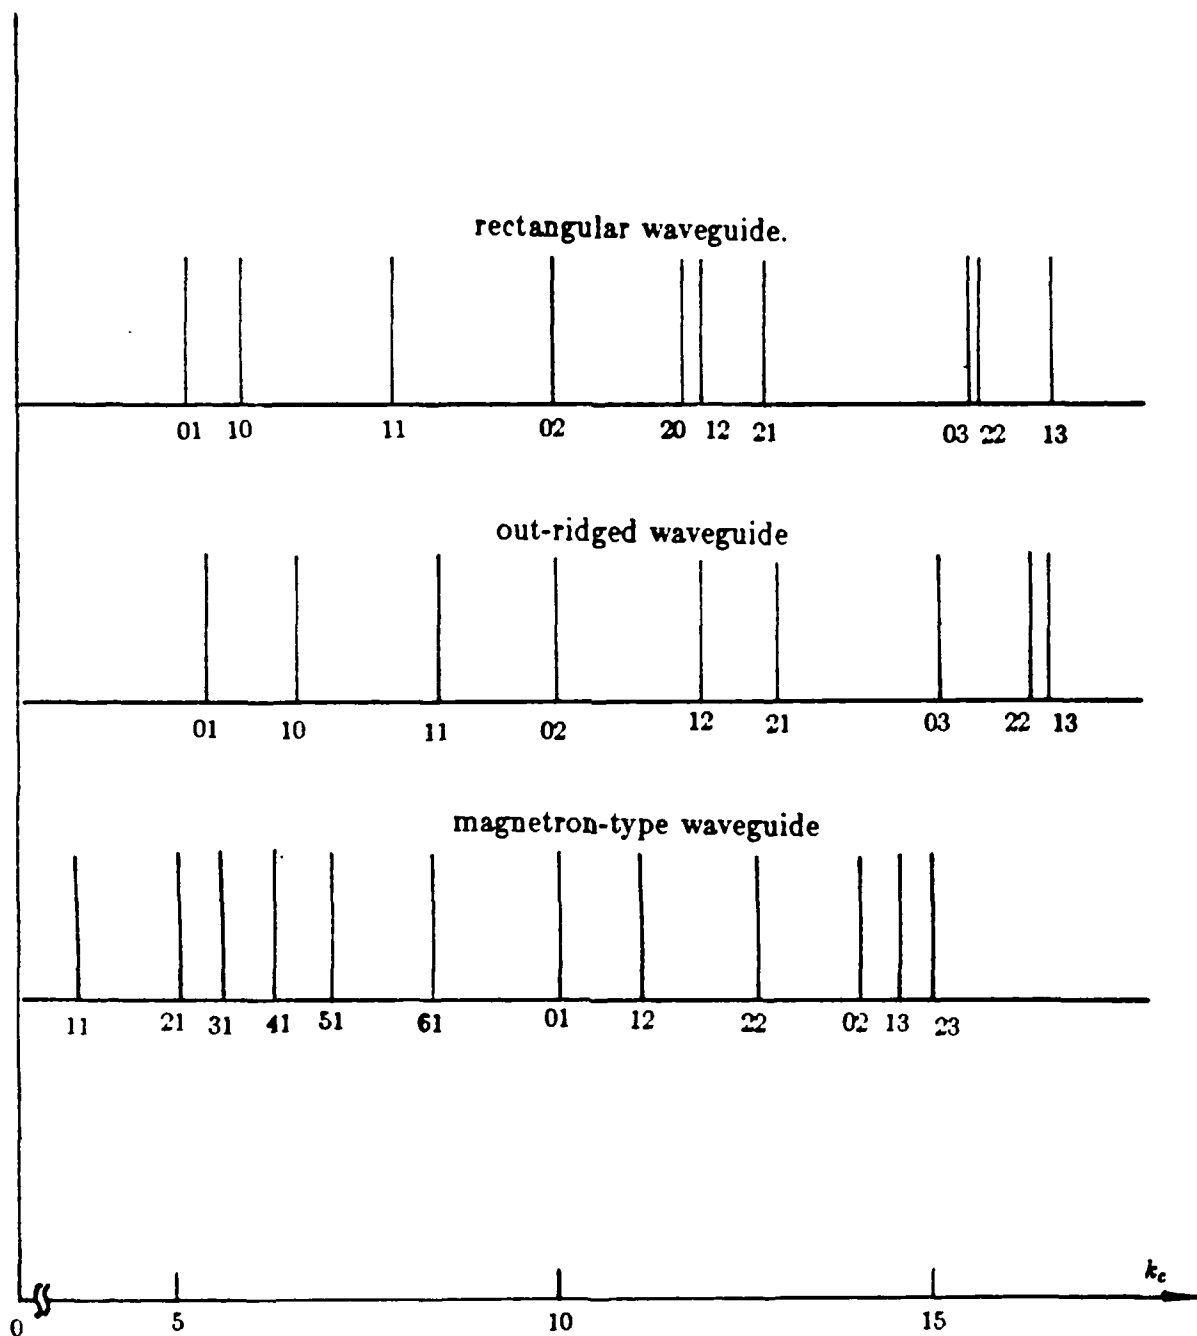 rectangular waveguide.
01 10 11 02 20 12 21 03 22 13
out-ridged waveguide
01 10 11 02 12 21 03 22 13
magnetron-type waveguide
11 21 31 41 51 61 01 12 22 02 13 23
k_c
0 5 10 15